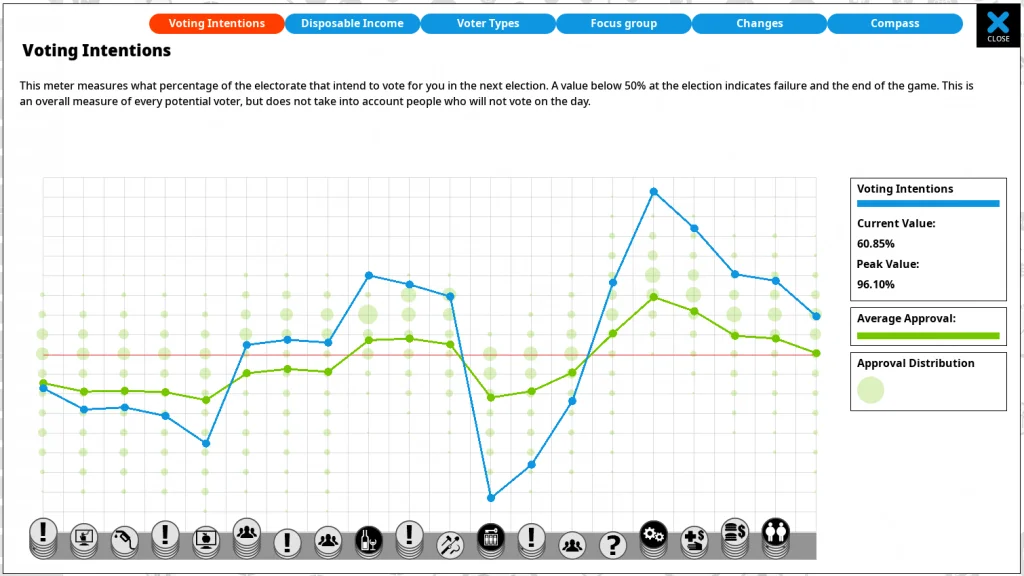 Voting Intentions
Disposable Income
Voter Types
Focus group
Changes
Compass
CLOSE
Voting Intentions
This meter measures what percentage of the electorate that intend to vote for you in the next election. A value below 50% at the election indicates failure and the end of the game. This is
an overall measure of every potential voter, but does not take into account people who will not vote on the day.
Voting Intentions
Current Value:
60.85%
Peak Value:
96.10%
Average Approval:
Approval Distribution